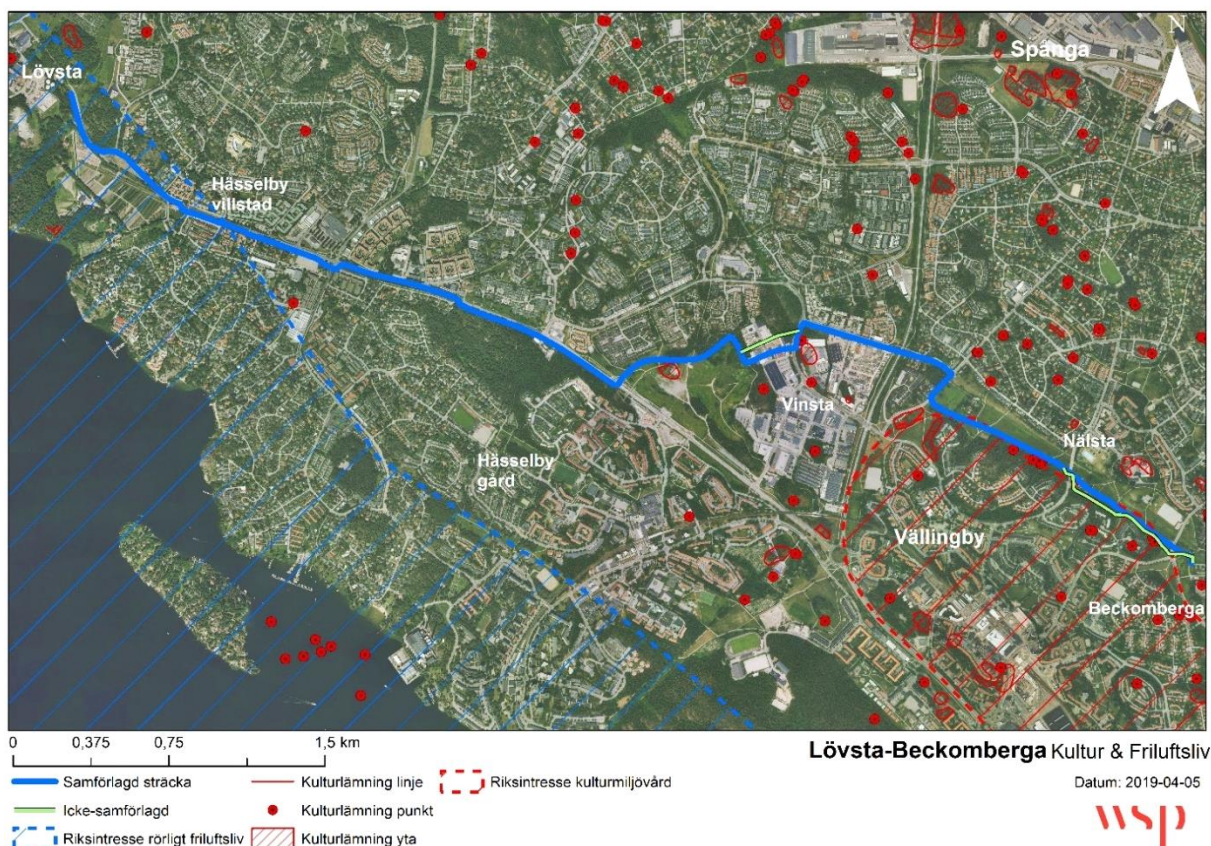 N
Lövsta
Spånga
Hässelby
villstad
Vinsta
Nälsta
Hässelby
gård
Vällingby
Beckomberga
0 0,375 0,75 1,5 km
Lövsta-Beckomberga Kultur & Friluftsliv
Datum: 2019-04-05
Samförlagd sträcka
Kulturlämning linje
Riksintresse kulturmiljövård
Icke-samförlagd
Kulturlämning punkt
Riksintresse rörligt friluftsliv
Kulturlämning yta
wsp